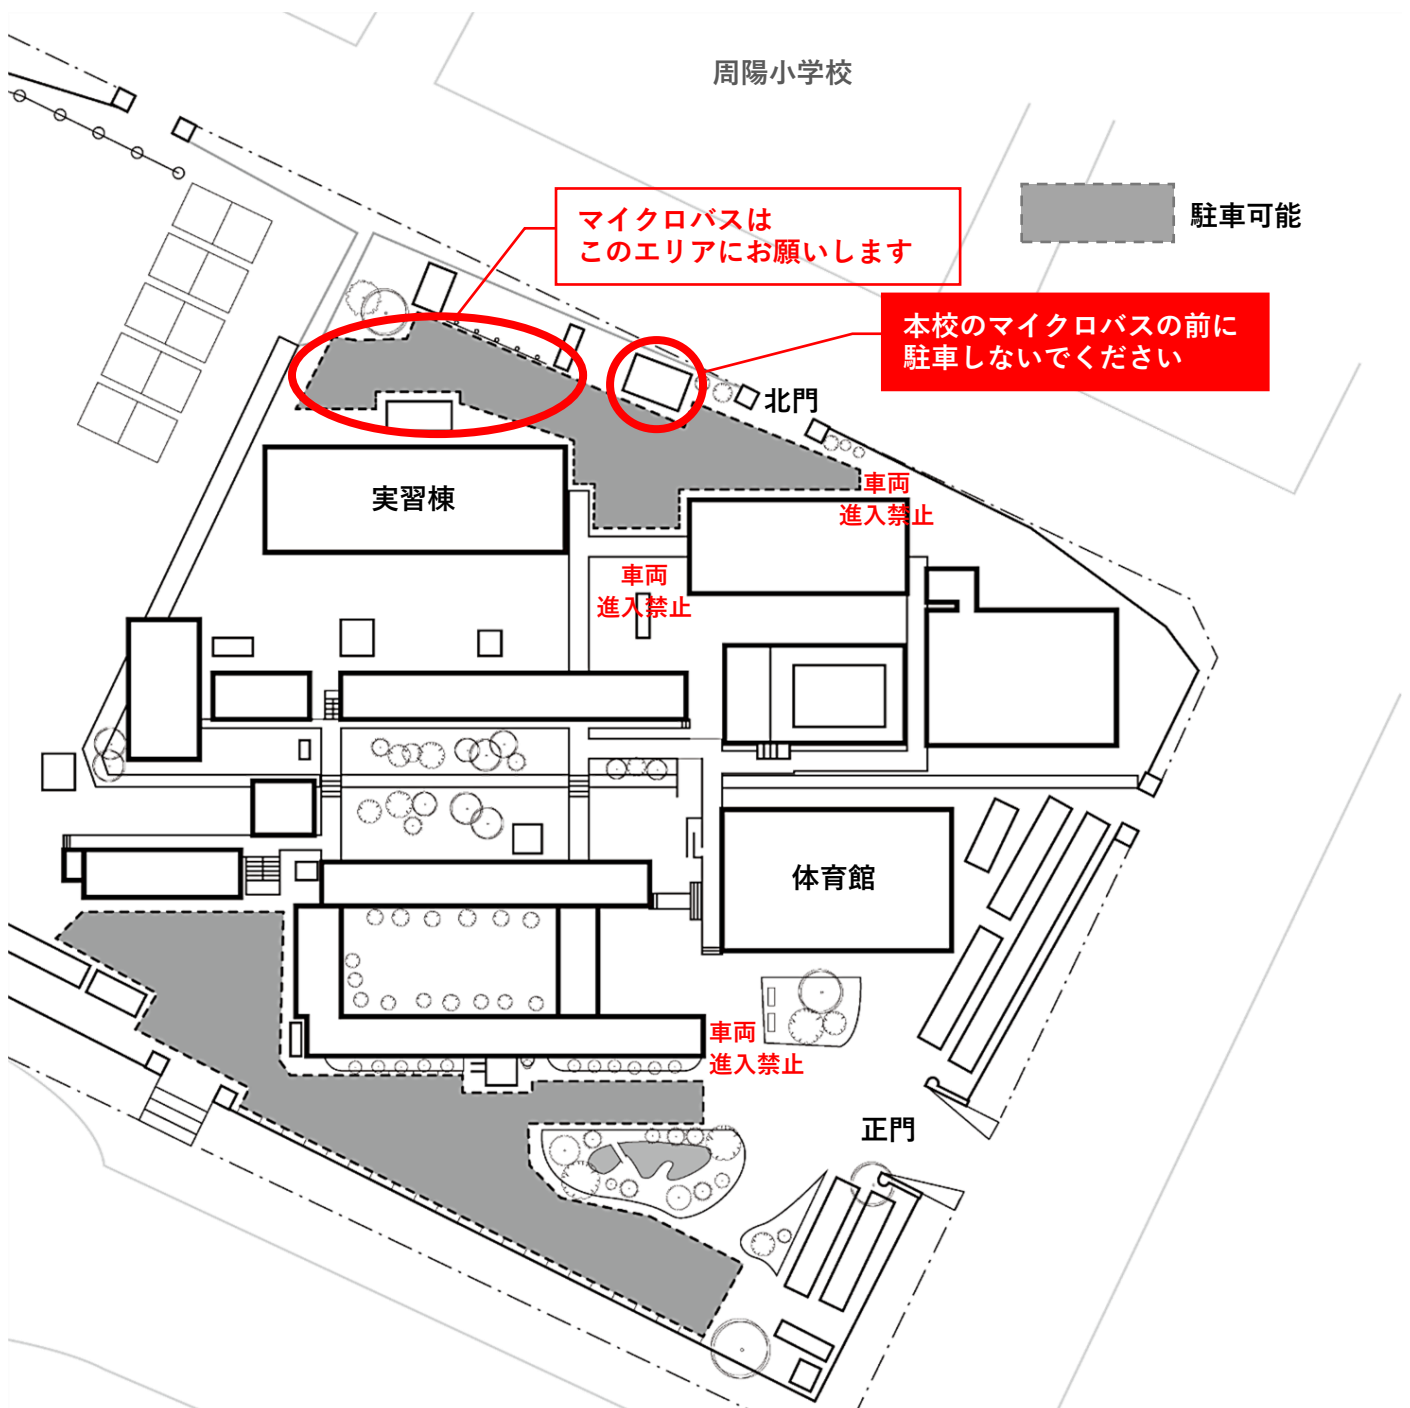 周陽小学校
駐車可能
マイクロバスは
このエリアにお願いします
本校のマイクロバスの前に
駐車しないでください
北門
車両
進入禁止
実習棟
車両
進入禁止
体育館
車両
進入禁止
正門